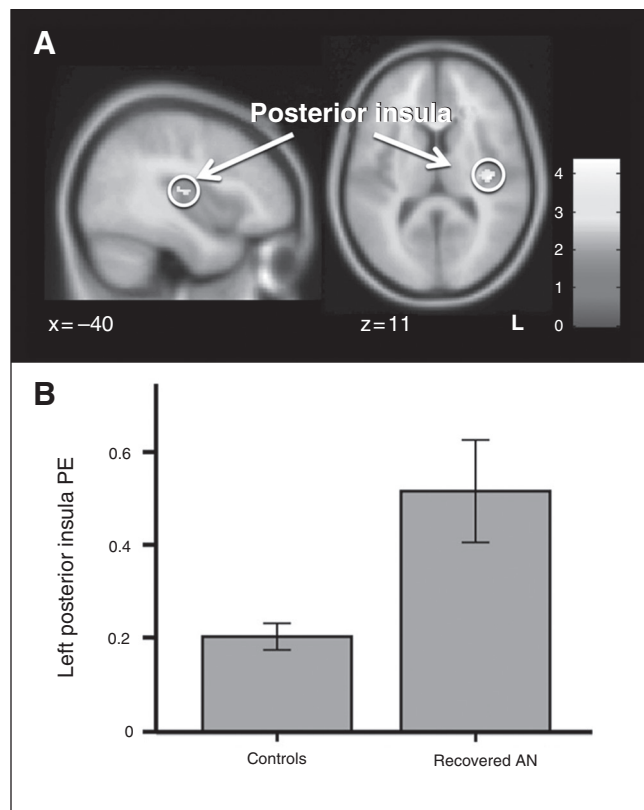 A
Posterior insula
4
3
2
1
0
x=–40
z=11
L
B
Left posterior insula PE
0.6
0.4
0.2
0
Controls
Recovered AN